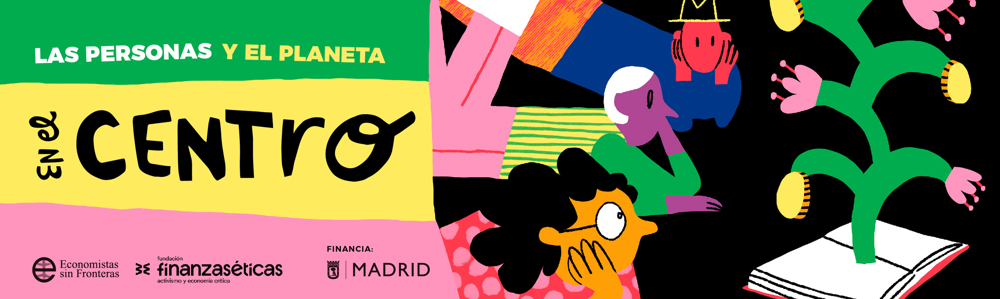 LAS PERSONAS Y EL PLANETA
EN el
CENTrO
Economistas
sin Fronteras
fundación
finanzaséticas
activismo y economía crítica
FINANCIA:
MADRID